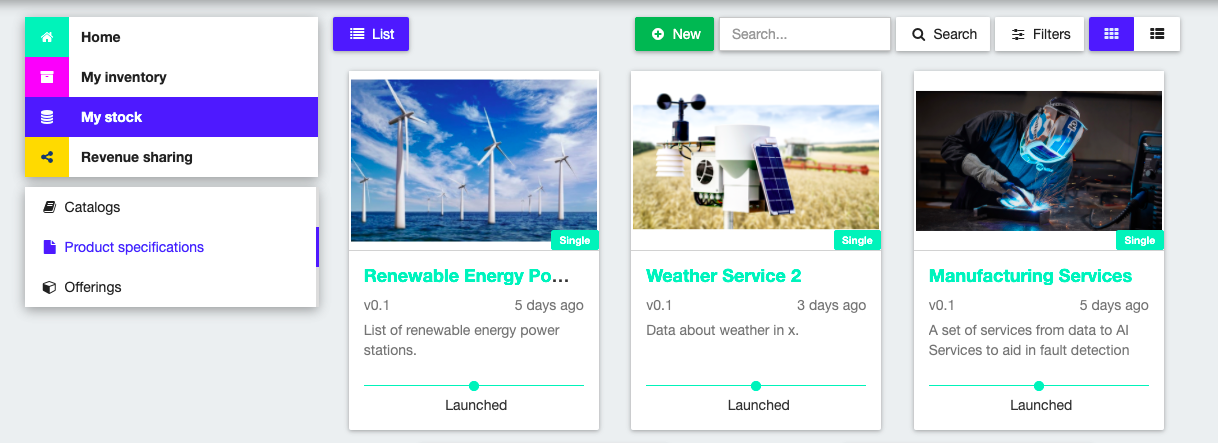 Home
My inventory
My stock
Revenue sharing
Catalogs
Product specifications
Offerings
List
New
Search...
Search
Filters
Single
Renewable Energy Po...
v0.1 5 days ago
List of renewable energy power
stations.
Launched
Single
Weather Service 2
v0.1 3 days ago
Data about weather in x.
Launched
Single
Manufacturing Services
v0.1 5 days ago
A set of services from data to AI
Services to aid in fault detection
Launched